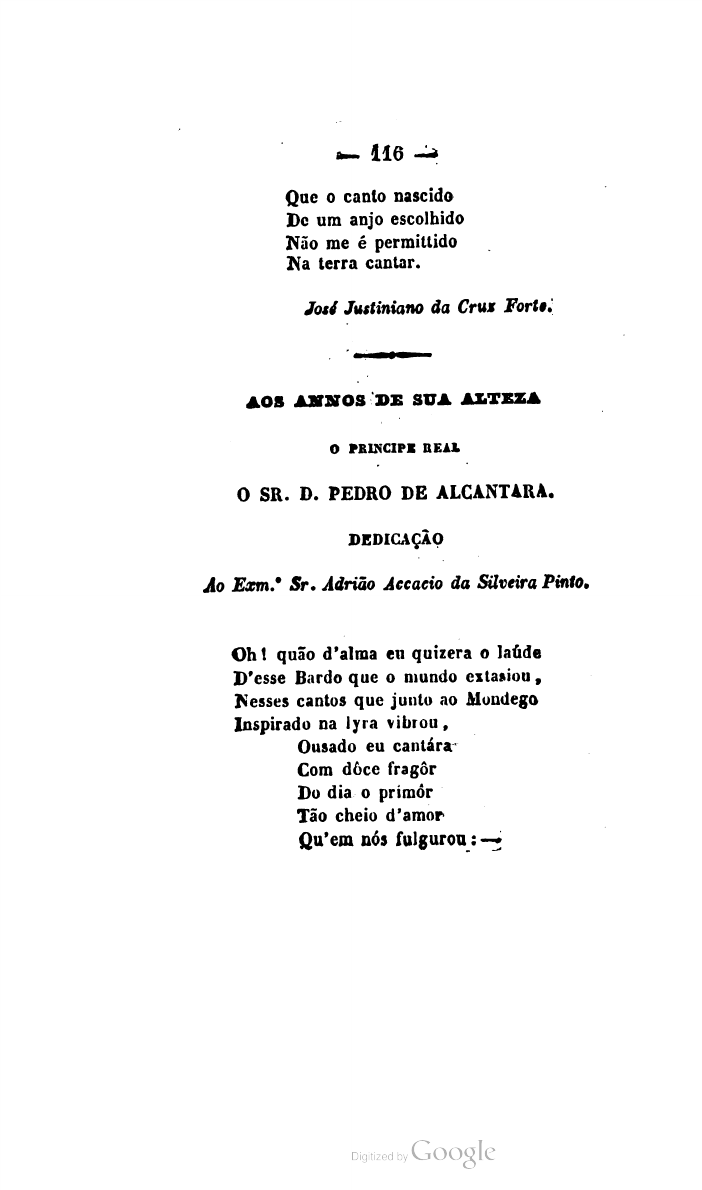 — 116 —
Que o canto nascido
De um anjo escolhido
Não me é permittido
Na terra cantar.
José Justiniano da Cruz Forte.
AOS ANNOS DE SUA ALTEZA
O PRINCIPE REAL
O SR. D. PEDRO DE ALCANTARA.
DEDICAÇÃO
Ao Exm.º Sr. Adrião Accacio da Silveira Pinto.
Oh! quão d'alma eu quizera o laúde
D'esse Bardo que o mundo extasiou,
Nesses cantos que junto ao Mondego
Inspirado na lyra vibrou,
Ousado eu cantára
Com dôce fragôr
Do dia o primôr
Tão cheio d'amor
Qu'em nós fulgurou: —
Digitized by Google